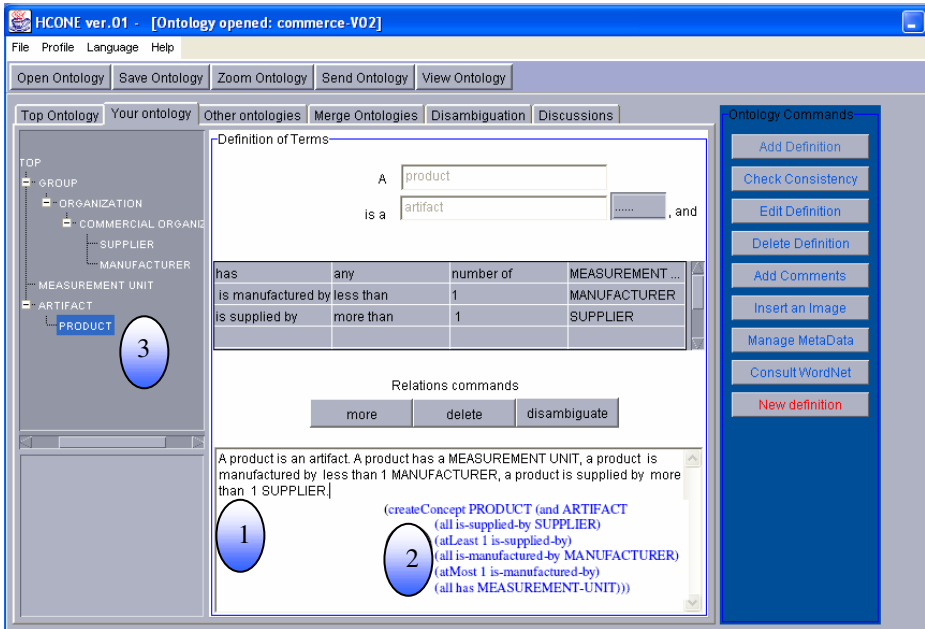 HCONE ver.01 - [Ontology opened: commerce-V02]
File Profile Language Help
Open Ontology Save Ontology Zoom Ontology Send Ontology View Ontology
Top Ontology Your ontology Other ontologies Merge Ontologies Disambiguation Discussions
TOP
GROUP
ORGANIZATION
COMMERCIAL ORGANIZ
SUPPLIER
MANUFACTURER
MEASUREMENT UNIT
ARTIFACT
PRODUCT
3
Definition of Terms
A product
is a artifact ...... , and
has any number of MEASUREMENT ...
is manufactured by less than 1 MANUFACTURER
is supplied by more than 1 SUPPLIER
Relations commands
more delete disambiguate
A product is an artifact. A product has a MEASUREMENT UNIT, a product is
manufactured by less than 1 MANUFACTURER, a product is supplied by more
than 1 SUPPLIER.
1
2
(createConcept PRODUCT (and ARTIFACT
(all is-supplied-by SUPPLIER)
(atLeast 1 is-supplied-by)
(all is-manufactured-by MANUFACTURER)
(atMost 1 is-manufactured-by)
(all has MEASUREMENT-UNIT)))
Ontology Commands
Add Definition
Check Consistency
Edit Definition
Delete Definition
Add Comments
Insert an Image
Manage MetaData
Consult WordNet
New definition